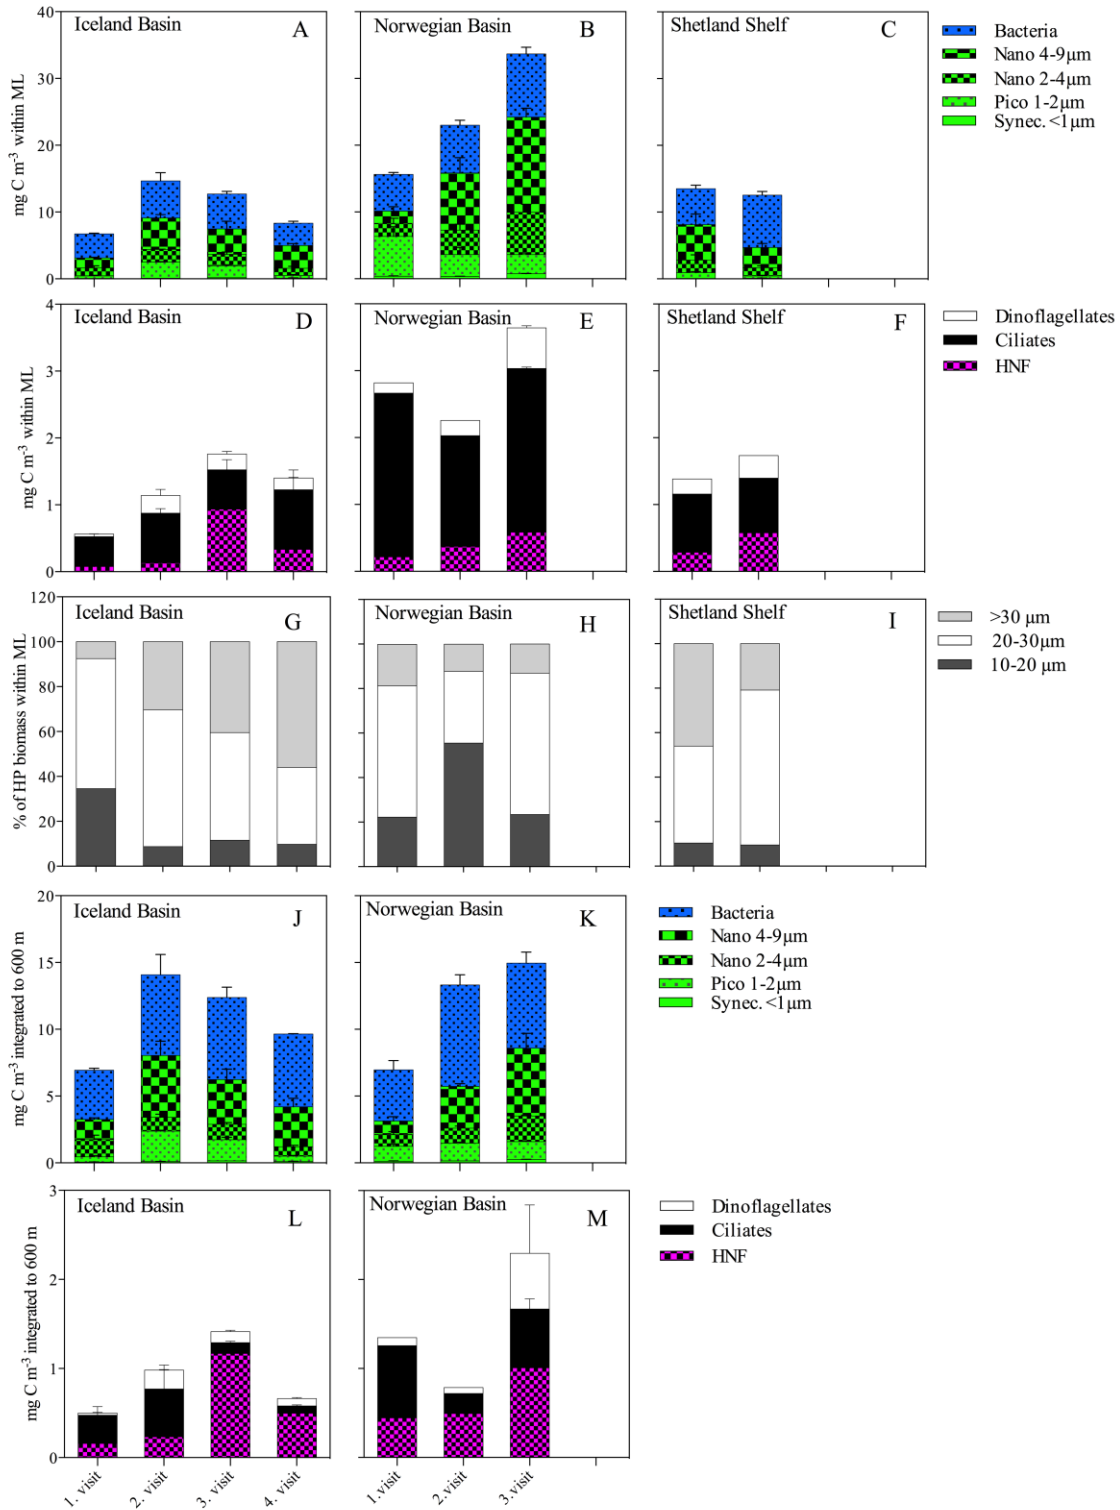 Iceland Basin A
Norwegian Basin B
Shetland Shelf C
mg C m⁻³ within ML
40
30
20
10
0
Bacteria
Nano 4-9μm
Nano 2-4μm
Pico 1-2μm
Synec.<1μm
Iceland Basin D
Norwegian Basin E
Shetland Shelf F
mg C m⁻³ within ML
4
3
2
1
0
Dinoflagellates
Ciliates
HNF
Iceland Basin G
Norwegian Basin H
Shetland Shelf I
% of HP biomass within ML
120
100
80
60
40
20
0
>30 μm
20-30μm
10-20 μm
Iceland Basin J
Norwegian Basin K
mg C m⁻³ integrated to 600 m
20
15
10
5
0
Bacteria
Nano 4-9μm
Nano 2-4μm
Pico 1-2μm
Synec.<1μm
Iceland Basin L
Norwegian Basin M
mg C m⁻³ integrated to 600 m
3
2
1
0
Dinoflagellates
Ciliates
HNF
1. visit
2. visit
3. visit
4. visit
1.visit
2.visit
3.visit